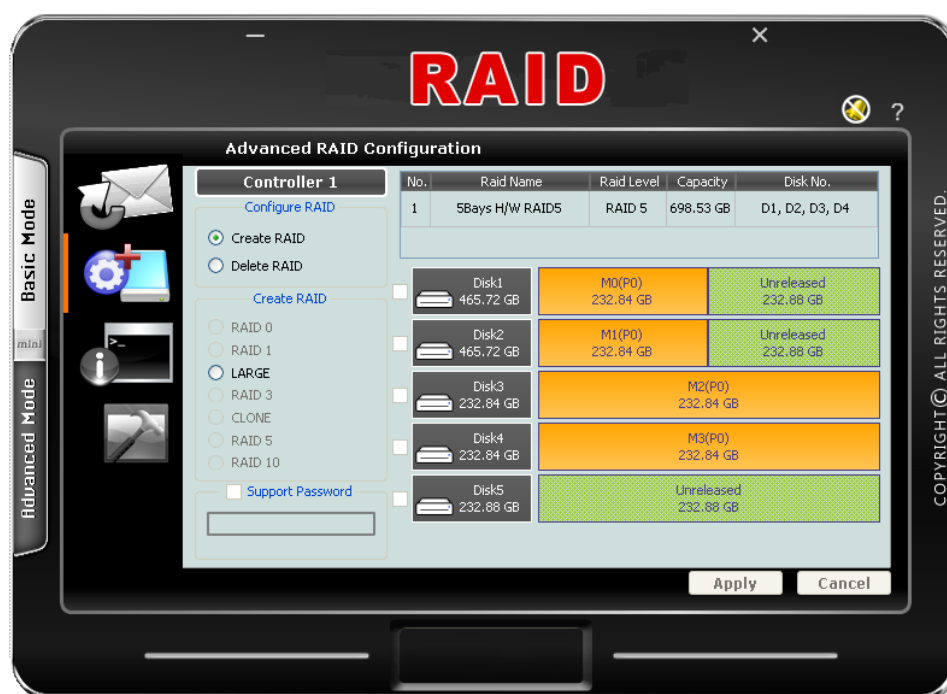 RAID
?
Advanced RAID Configuration
Basic Mode
mini
Advanced Mode
Controller 1
Configure RAID
Create RAID
Delete RAID
Create RAID
RAID 0
RAID 1
LARGE
RAID 3
CLONE
RAID 5
RAID 10
Support Password
No. Raid Name Raid Level Capacity Disk No.
1 5Bays H/W RAID5 RAID 5 698.53 GB D1, D2, D3, D4
Disk1 M0(P0) Unreleased
465.72 GB 232.84 GB 232.88 GB
Disk2 M1(P0) Unreleased
465.72 GB 232.84 GB 232.88 GB
Disk3 M2(P0)
232.84 GB 232.84 GB
Disk4 M3(P0)
232.84 GB 232.84 GB
Disk5 Unreleased
232.88 GB 232.88 GB
Apply Cancel
COPYRIGHT© ALL RIGHTS RESERVED.